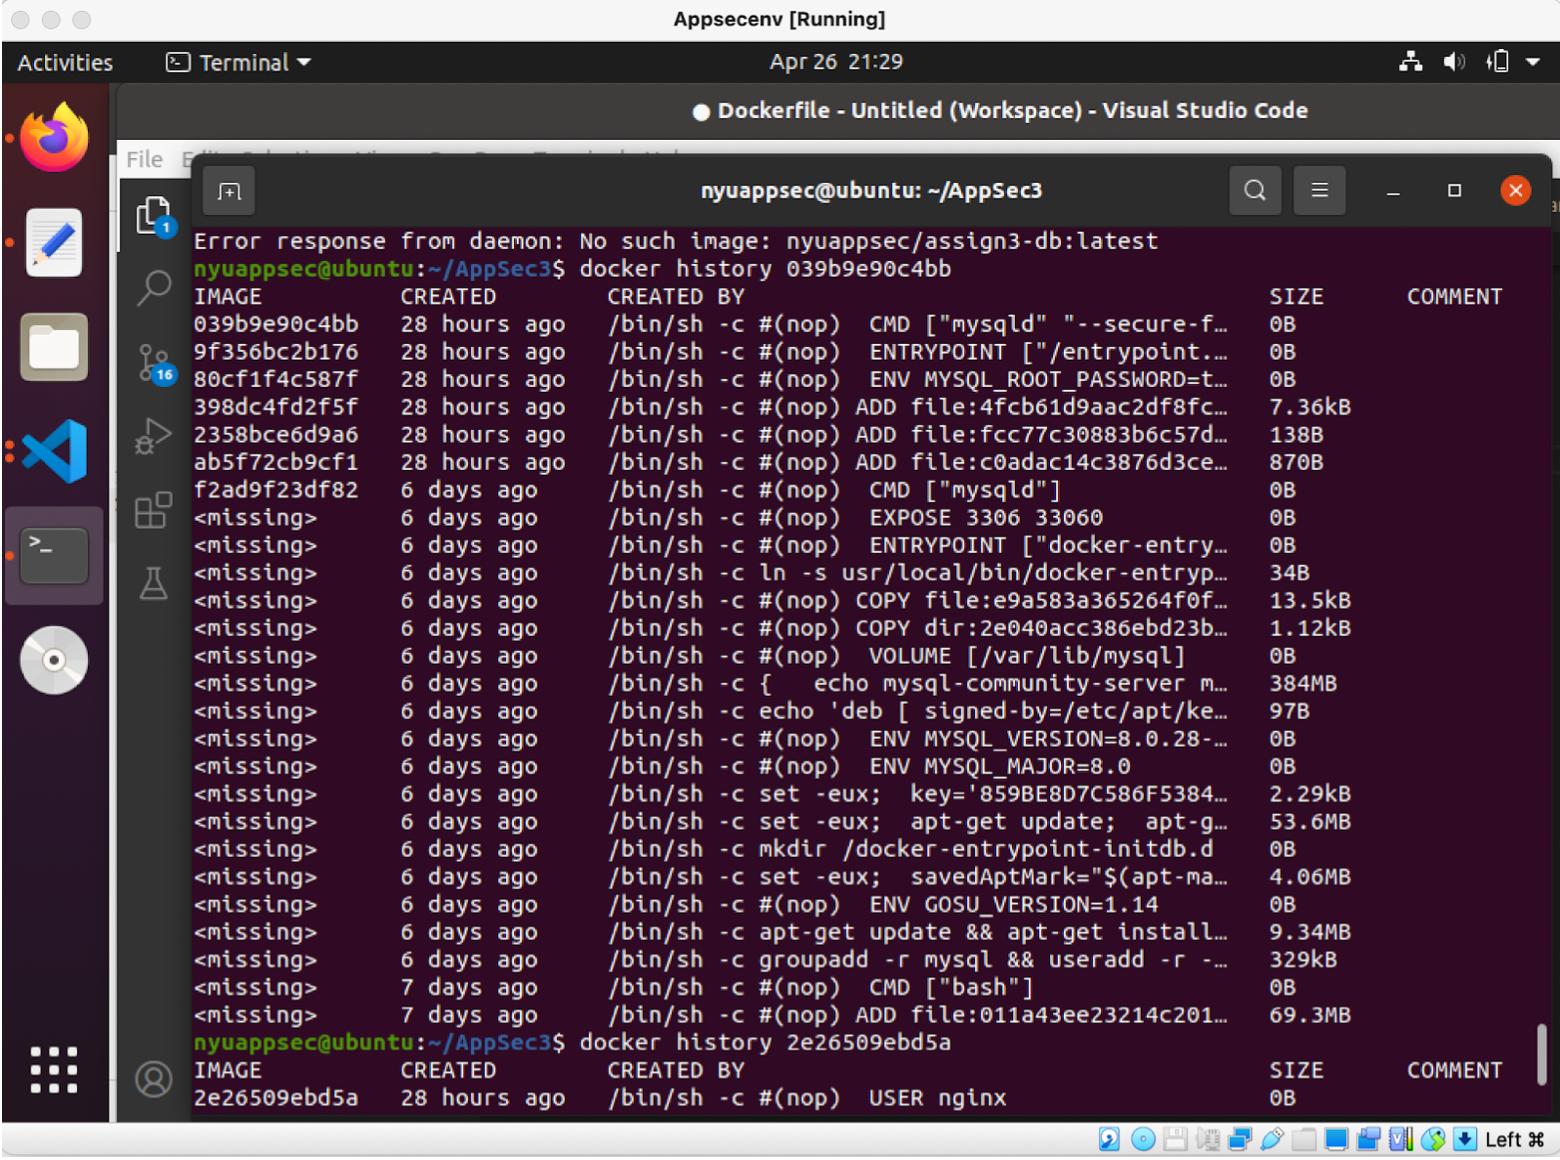 Appsecenv [Running]
Activities Terminal Apr 26 21:29
Dockerfile - Untitled (Workspace) - Visual Studio Code
File
nyuappsec@ubuntu: ~/AppSec3
1
16
Error response from daemon: No such image: nyuappsec/assign3-db:latest
nyuappsec@ubuntu:~/AppSec3$ docker history 039b9e90c4bb
IMAGE CREATED CREATED BY SIZE COMMENT
039b9e90c4bb 28 hours ago /bin/sh -c #(nop) CMD ["mysqld" "--secure-f… 0B
9f356bc2b176 28 hours ago /bin/sh -c #(nop) ENTRYPOINT ["/entrypoint.… 0B
80cf1f4c587f 28 hours ago /bin/sh -c #(nop) ENV MYSQL_ROOT_PASSWORD=t… 0B
398dc4fd2f5f 28 hours ago /bin/sh -c #(nop) ADD file:4fcb61d9aac2df8fc… 7.36kB
2358bce6d9a6 28 hours ago /bin/sh -c #(nop) ADD file:fcc77c30883b6c57d… 138B
ab5f72cb9cf1 28 hours ago /bin/sh -c #(nop) ADD file:c0adac14c3876d3ce… 870B
f2ad9f23df82 6 days ago /bin/sh -c #(nop) CMD ["mysqld"] 0B
<missing> 6 days ago /bin/sh -c #(nop) EXPOSE 3306 33060 0B
<missing> 6 days ago /bin/sh -c #(nop) ENTRYPOINT ["docker-entry… 0B
<missing> 6 days ago /bin/sh -c ln -s usr/local/bin/docker-entryp… 34B
<missing> 6 days ago /bin/sh -c #(nop) COPY file:e9a583a365264f0f… 13.5kB
<missing> 6 days ago /bin/sh -c #(nop) COPY dir:2e040acc386ebd23b… 1.12kB
<missing> 6 days ago /bin/sh -c #(nop) VOLUME [/var/lib/mysql] 0B
<missing> 6 days ago /bin/sh -c { echo mysql-community-server m… 384MB
<missing> 6 days ago /bin/sh -c echo 'deb [ signed-by=/etc/apt/ke… 97B
<missing> 6 days ago /bin/sh -c #(nop) ENV MYSQL_VERSION=8.0.28-… 0B
<missing> 6 days ago /bin/sh -c #(nop) ENV MYSQL_MAJOR=8.0 0B
<missing> 6 days ago /bin/sh -c set -eux; key='859BE8D7C586F5384… 2.29kB
<missing> 6 days ago /bin/sh -c set -eux; apt-get update; apt-g… 53.6MB
<missing> 6 days ago /bin/sh -c mkdir /docker-entrypoint-initdb.d 0B
<missing> 6 days ago /bin/sh -c set -eux; savedAptMark="$(apt-ma… 4.06MB
<missing> 6 days ago /bin/sh -c #(nop) ENV GOSU_VERSION=1.14 0B
<missing> 6 days ago /bin/sh -c apt-get update && apt-get install… 9.34MB
<missing> 6 days ago /bin/sh -c groupadd -r mysql && useradd -r -… 329kB
<missing> 7 days ago /bin/sh -c #(nop) CMD ["bash"] 0B
<missing> 7 days ago /bin/sh -c #(nop) ADD file:011a43ee23214c201… 69.3MB
nyuappsec@ubuntu:~/AppSec3$ docker history 2e26509ebd5a
IMAGE CREATED CREATED BY SIZE COMMENT
2e26509ebd5a 28 hours ago /bin/sh -c #(nop) USER nginx 0B
Left ⌘